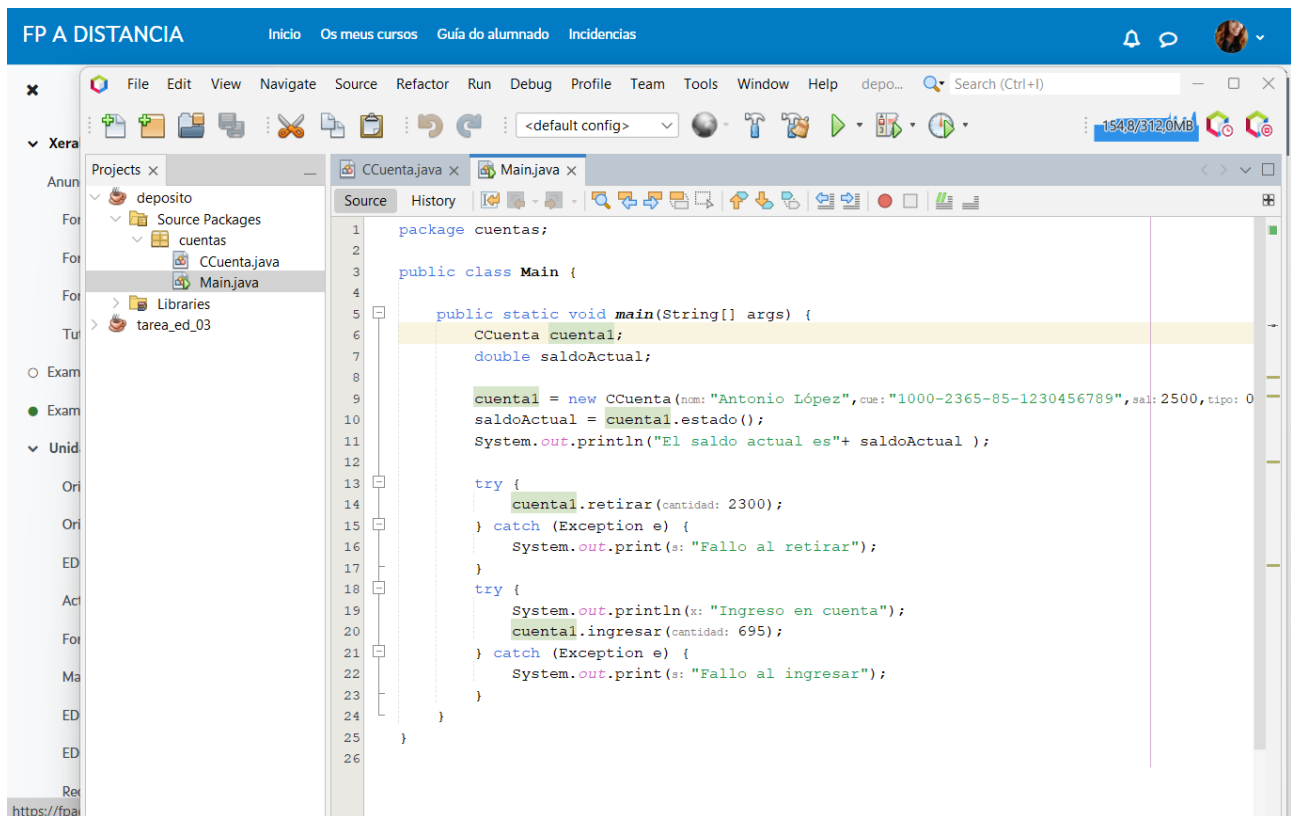 FP A DISTANCIA Inicio Os meus cursos Guía do alumnado Incidencias
File Edit View Navigate Source Refactor Run Debug Profile Team Tools Window Help depo... Search (Ctrl+I)
<default config> 154,8/312,0MB
Xera
Anun
For
For
For
Tu
Exam
Exam
Unid
Ori
Ori
ED
Act
For
Ma
ED
ED
Rec
https://fpa
Projects
deposito
Source Packages
cuentas
CCuenta.java
Main.java
Libraries
tarea_ed_03
CCuenta.java Main.java
Source History
1 package cuentas;
2
3 public class Main {
4
5 public static void main(String[] args) {
6 CCuenta cuenta1;
7 double saldoActual;
8
9 cuenta1 = new CCuenta(nom: "Antonio López",cue: "1000-2365-85-1230456789",sal: 2500,tipo: 0
10 saldoActual = cuenta1.estado();
11 System.out.println("El saldo actual es"+ saldoActual );
12
13 try {
14 cuenta1.retirar(cantidad: 2300);
15 } catch (Exception e) {
16 System.out.print(s: "Fallo al retirar");
17 }
18 try {
19 System.out.println(x: "Ingreso en cuenta");
20 cuenta1.ingresar(cantidad: 695);
21 } catch (Exception e) {
22 System.out.print(s: "Fallo al ingresar");
23 }
24 }
25 }
26